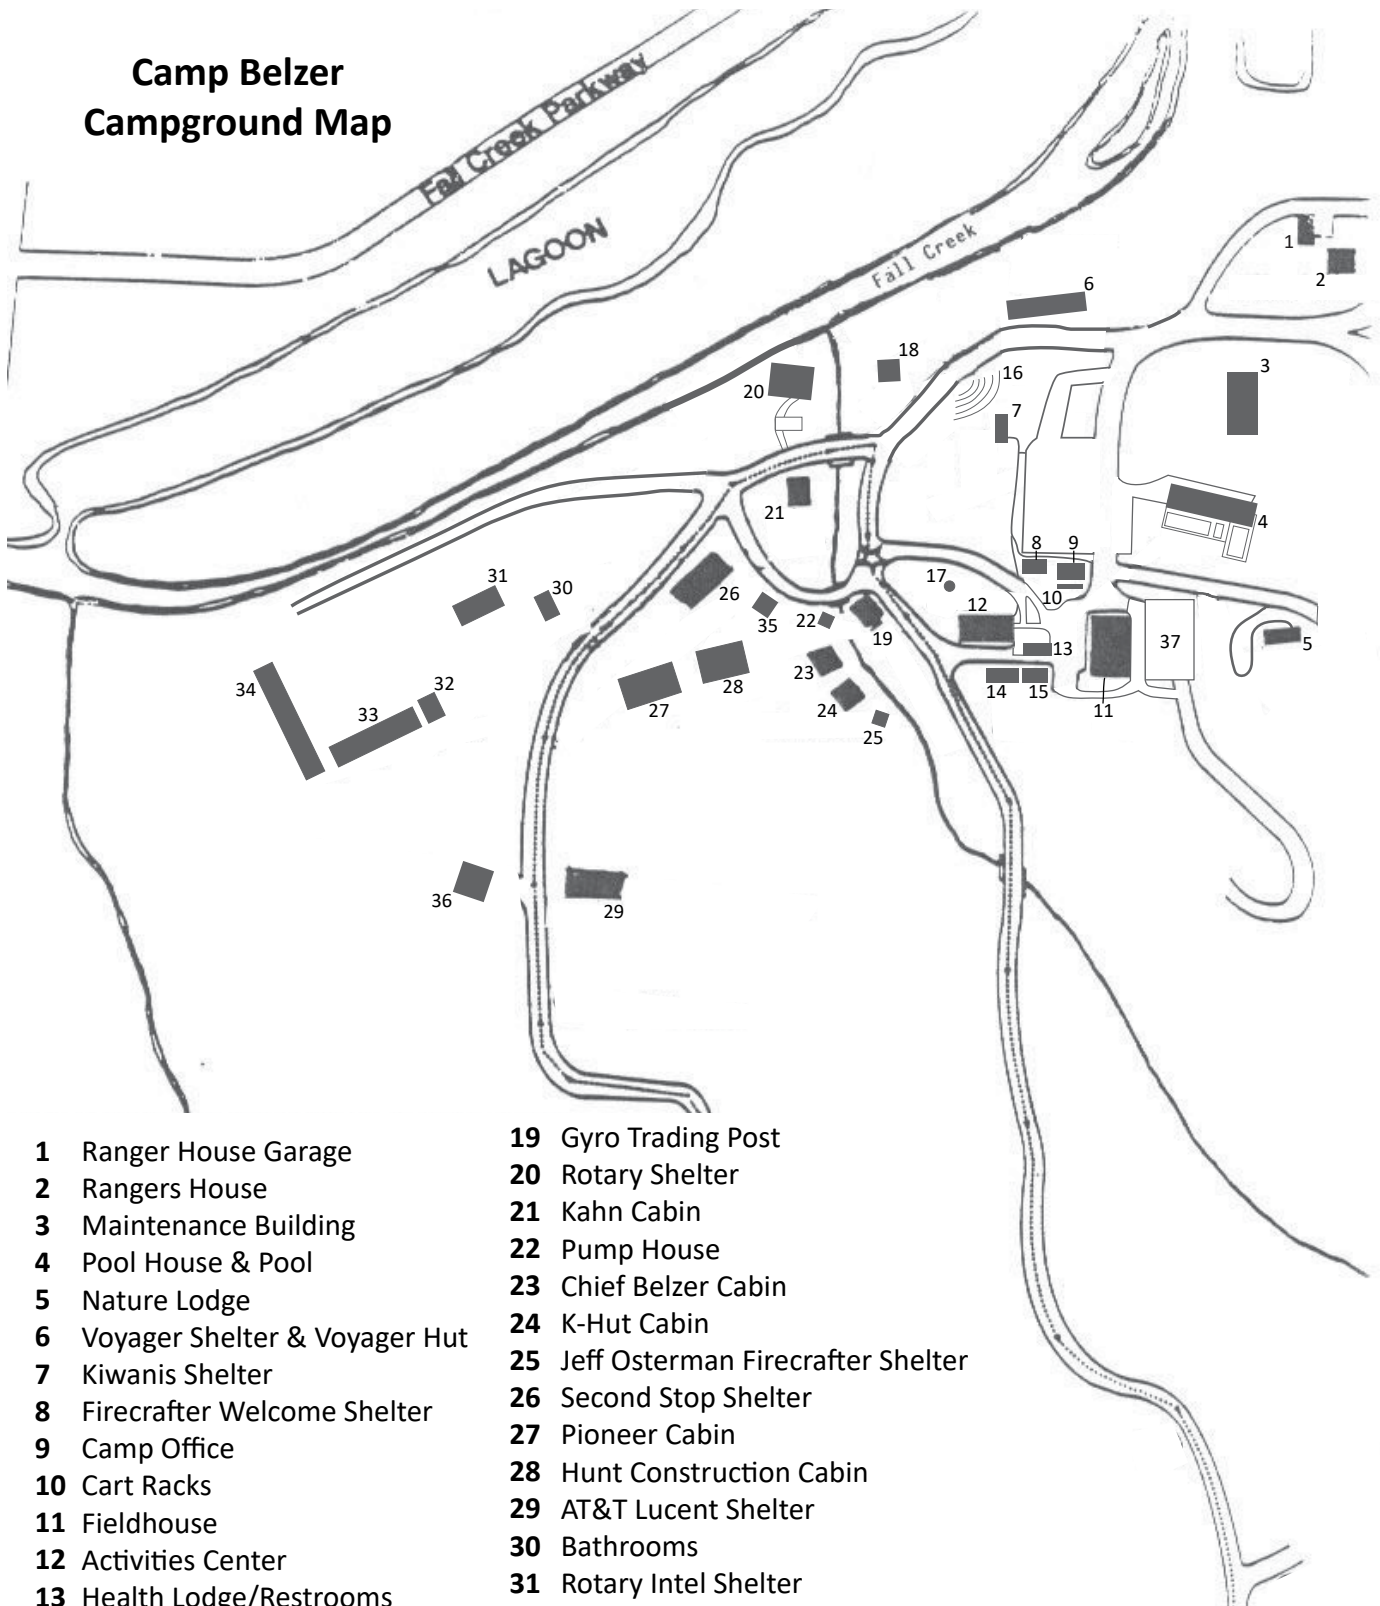 Camp Belzer
Campground Map
Fall Creek Parkway
LAGOON
Fall Creek
1
2
6
18
16
3
20
7
4
21
8
9
31
30
17
10
26
12
35
22
19
37
5
13
23
28
34
32
14
15
27
24
11
33
25
36
29
1 Ranger House Garage
2 Rangers House
3 Maintenance Building
4 Pool House & Pool
5 Nature Lodge
6 Voyager Shelter & Voyager Hut
7 Kiwanis Shelter
8 Firecrafter Welcome Shelter
9 Camp Office
10 Cart Racks
11 Fieldhouse
12 Activities Center
13 Health Lodge/Restrooms
19 Gyro Trading Post
20 Rotary Shelter
21 Kahn Cabin
22 Pump House
23 Chief Belzer Cabin
24 K-Hut Cabin
25 Jeff Osterman Firecrafter Shelter
26 Second Stop Shelter
27 Pioneer Cabin
28 Hunt Construction Cabin
29 AT&T Lucent Shelter
30 Bathrooms
31 Rotary Intel Shelter